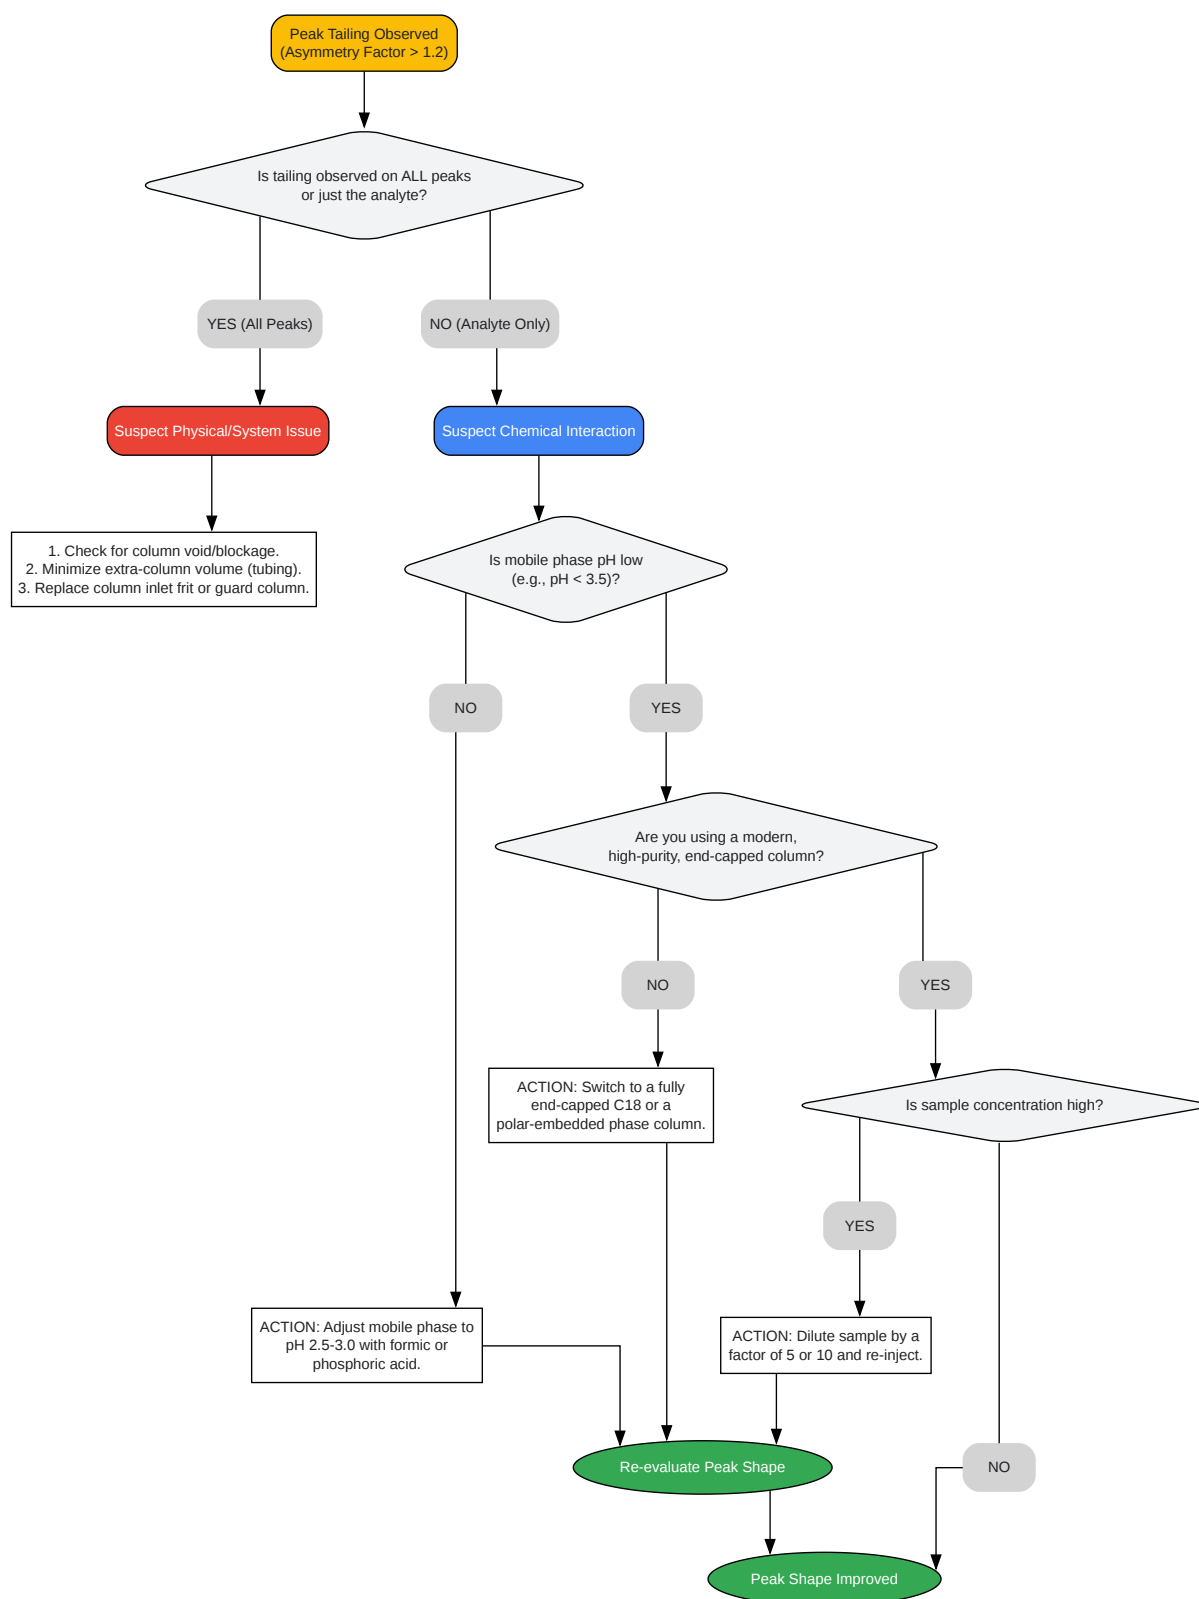 Peak Tailing Observed
(Asymmetry Factor > 1.2)
Is tailing observed on ALL peaks
or just the analyte?
YES (All Peaks)
NO (Analyte Only)
Suspect Physical/System Issue
Suspect Chemical Interaction
1. Check for column void/blockage.
2. Minimize extra-column volume (tubing).
3. Replace column inlet frit or guard column.
Is mobile phase pH low
(e.g., pH < 3.5)?
NO
YES
Are you using a modern,
high-purity, end-capped column?
NO
YES
ACTION: Switch to a fully
end-capped C18 or a
polar-embedded phase column.
Is sample concentration high?
YES
ACTION: Adjust mobile phase to
pH 2.5-3.0 with formic or
phosphoric acid.
ACTION: Dilute sample by a
factor of 5 or 10 and re-inject.
Re-evaluate Peak Shape
NO
Peak Shape Improved